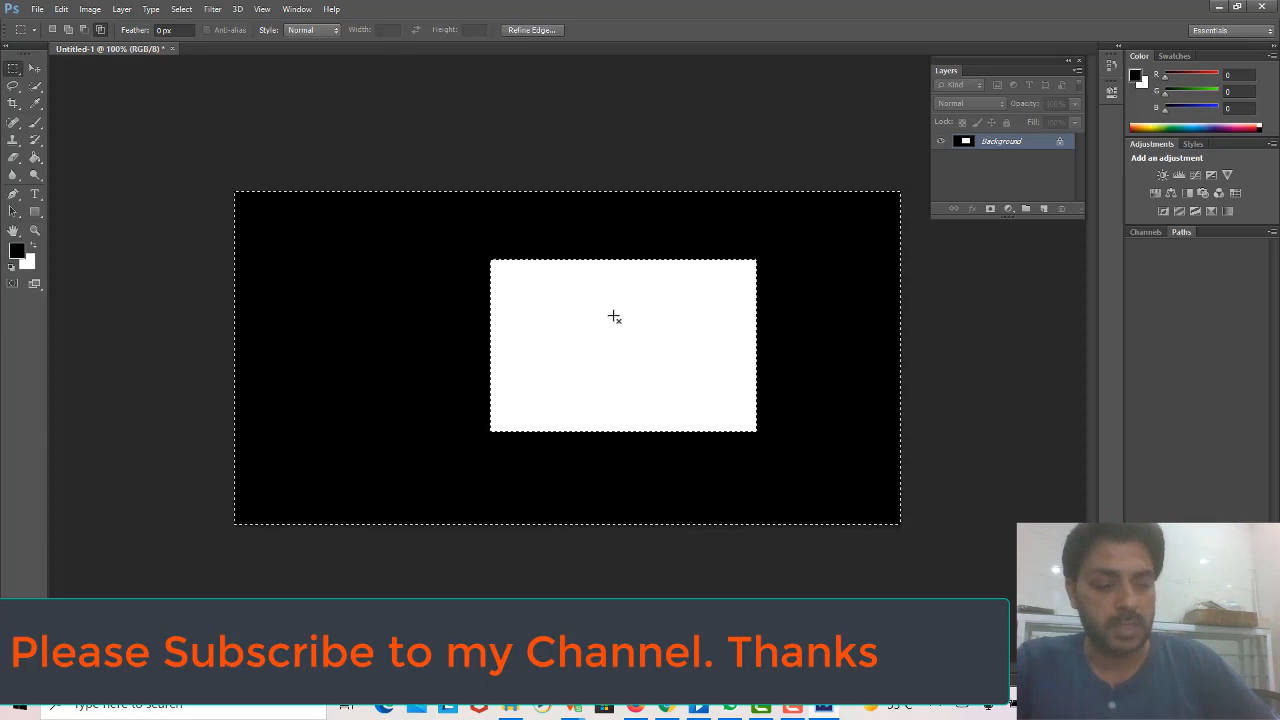 Ps File Edit Image Layer Type Select Filter 3D View Window Help
Feather: 0 px Anti-alias Style: Normal Width: Height: Refine Edge... Essentials
Untitled-1 @ 100% (RGB/8) * ×
Layers
Kind
Normal Opacity: 100%
Lock: Fill: 100%
Background
Color Swatches
R 0
G 0
B 0
Adjustments Styles
Add an adjustment
Channels Paths
Please Subscribe to my Channel. Thanks
Type here to search